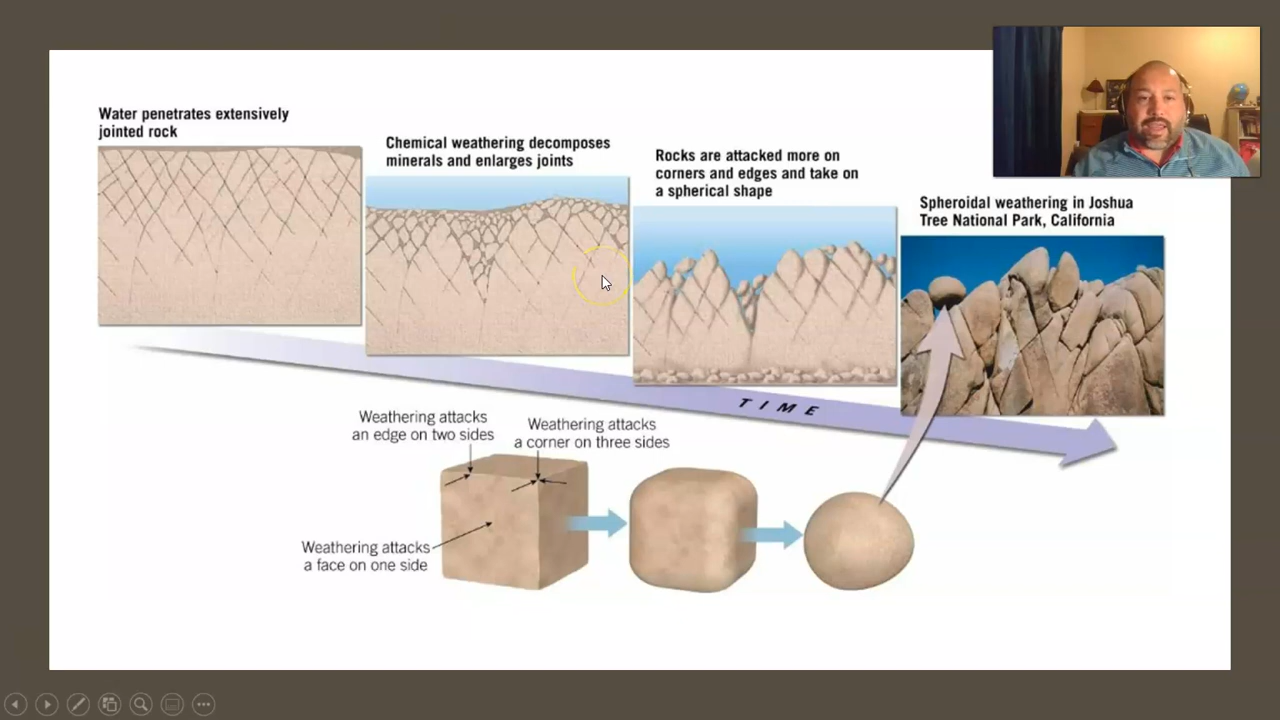 Water penetrates extensively
jointed rock
Chemical weathering decomposes
minerals and enlarges joints
Rocks are attacked more on
corners and edges and take on
a spherical shape
Spheroidal weathering in Joshua
Tree National Park, California
TIME
Weathering attacks
an edge on two sides
Weathering attacks
a corner on three sides
Weathering attacks
a face on one side